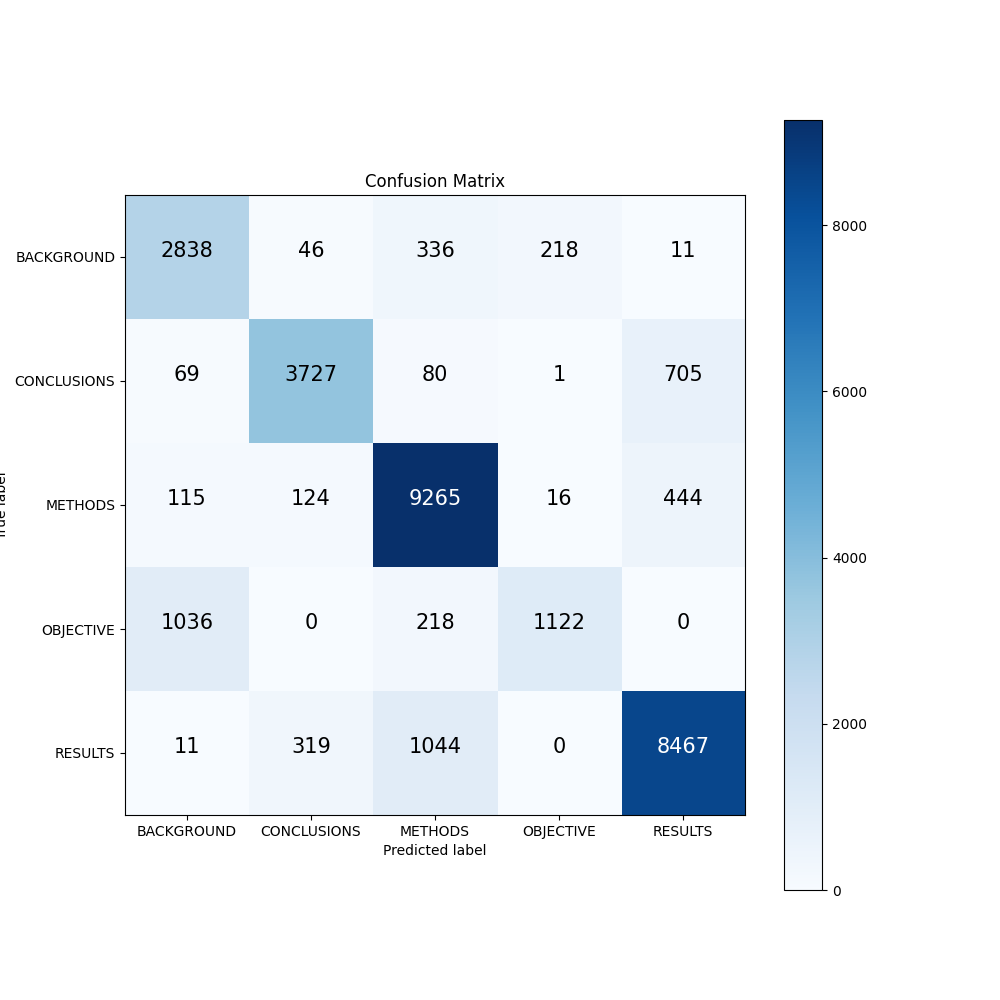 Confusion Matrix
BACKGROUND 2838 46 336 218 11
CONCLUSIONS 69 3727 80 1 705
METHODS 115 124 9265 16 444
OBJECTIVE 1036 0 218 1122 0
RESULTS 11 319 1044 0 8467
BACKGROUND CONCLUSIONS METHODS OBJECTIVE RESULTS
Predicted label
label
8000
6000
4000
2000
0